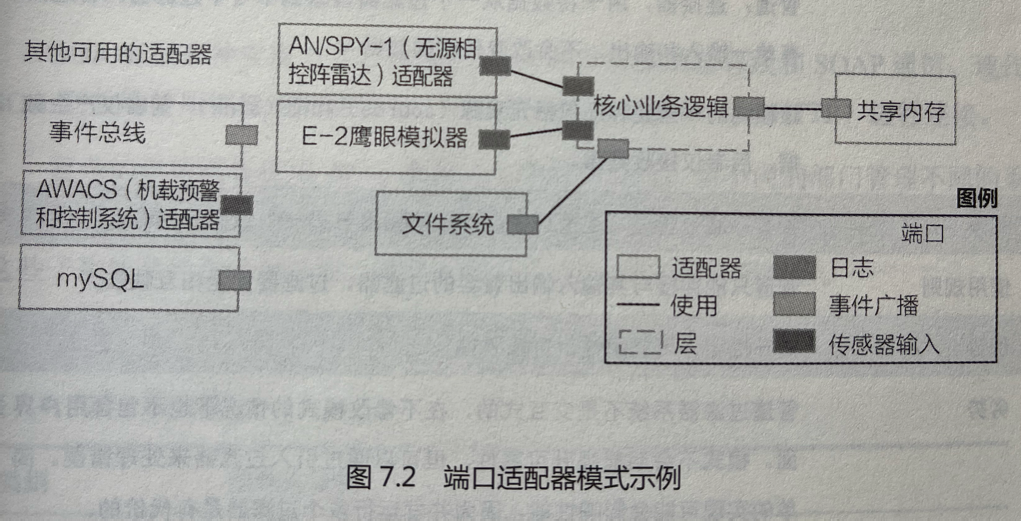 其他可用的适配器
事件总线
AWACS（机载预警
和控制系统）适配器
mySQL
AN/SPY-1（无源相
控阵雷达）适配器
E-2鹰眼模拟器
文件系统
核心业务逻辑
共享内存
图例
端口
适配器
日志
使用
事件广播
层
传感器输入
图 7.2 端口适配器模式示例